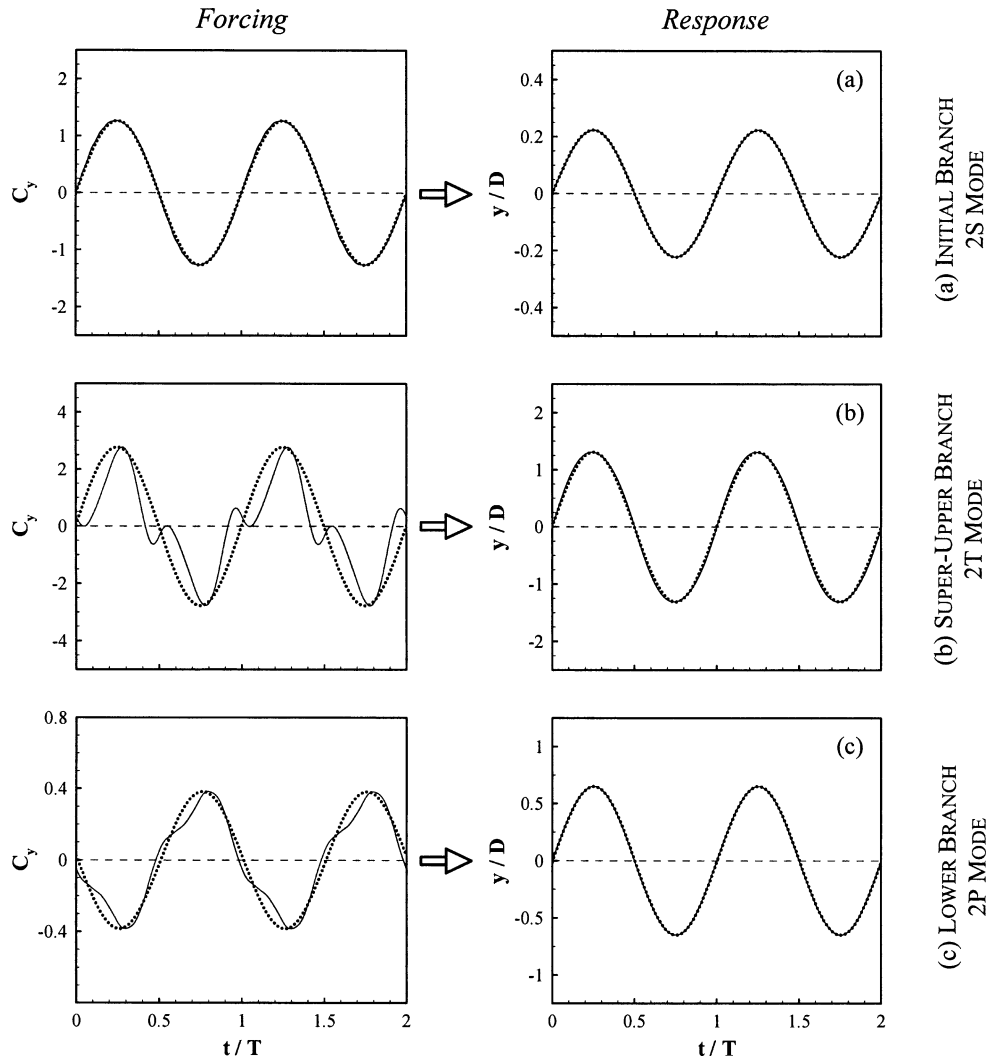 Forcing
Response
C_y
2
1
0
-1
-2
y / D
0.4
0.2
0
-0.2
-0.4
(a)
(a) INITIAL BRANCH
2S MODE
C_y
4
2
0
-2
-4
y / D
2
1
0
-1
-2
(b)
(b) SUPER-UPPER BRANCH
2T MODE
C_y
0.8
0.4
0
-0.4
0
0.5
1
1.5
2
t / T
y / D
1
0.5
0
-0.5
-1
(c)
0
0.5
1
1.5
2
t / T
(c) LOWER BRANCH
2P MODE